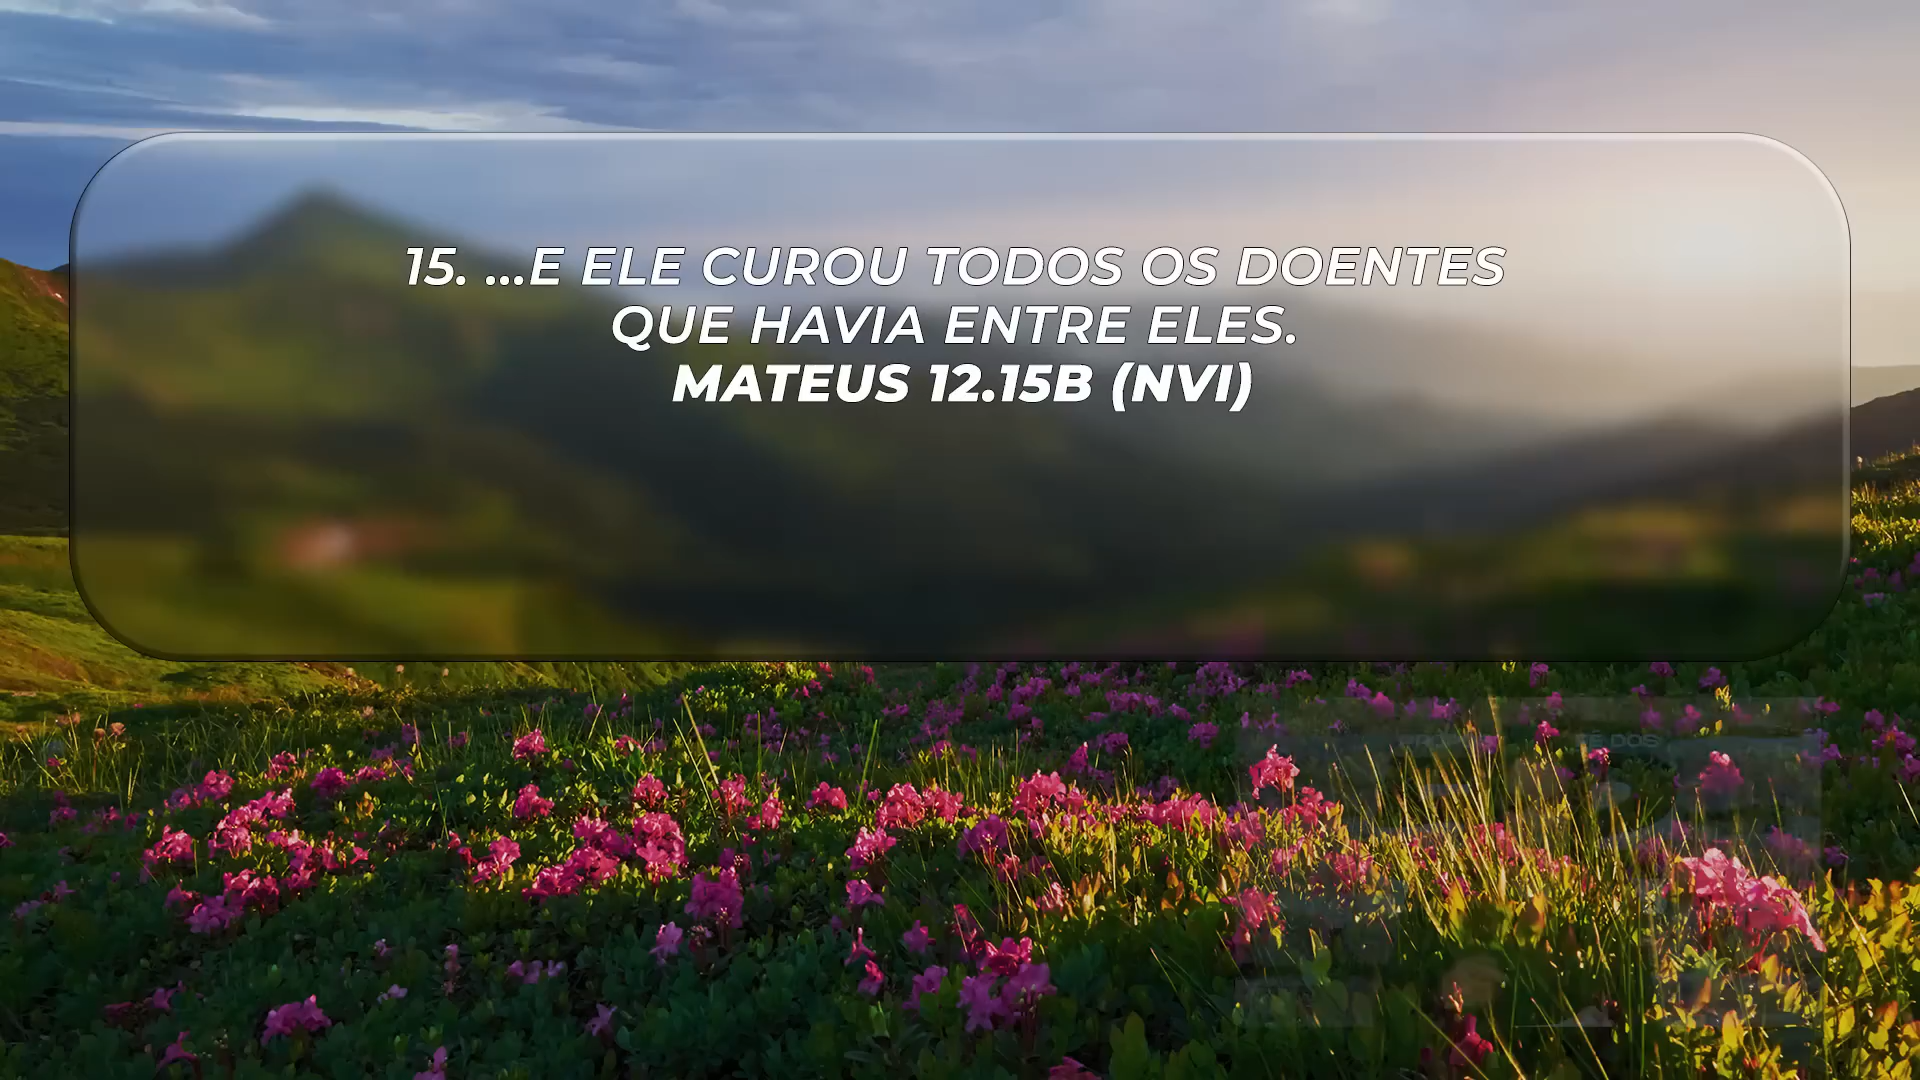 15. ...E ELE CUROU TODOS OS DOENTES
QUE HAVIA ENTRE ELES.
MATEUS 12.15B (NVI)